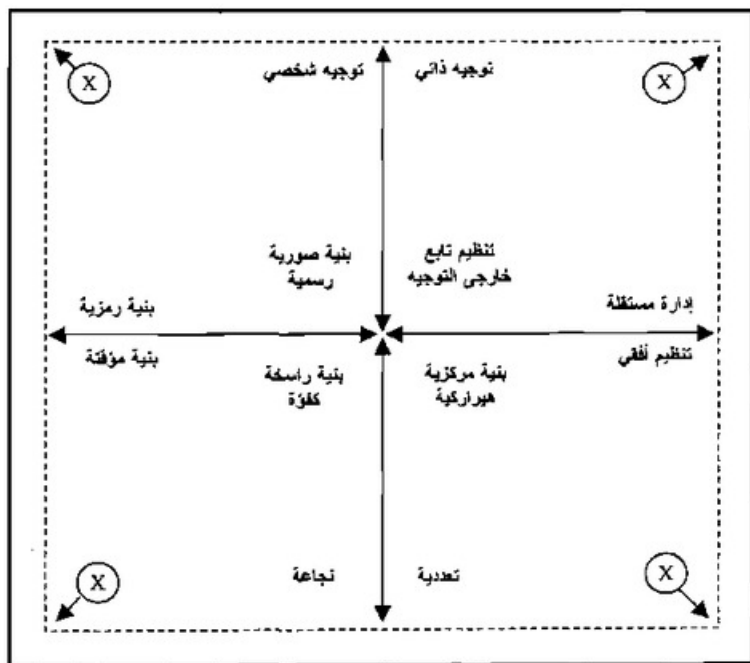 X
X
توجيه ذاتي
توجيه شخصي
تنظيم تابع
خارجي التوجيه
بنية صورية
رسمية
إدارة مستقلة
بنية رمزية
تنظيم أفقي
بنية مؤقتة
بنية مركزية
هيراركية
بنية راسخة
كفؤة
تعددية
نجاعة
X
X